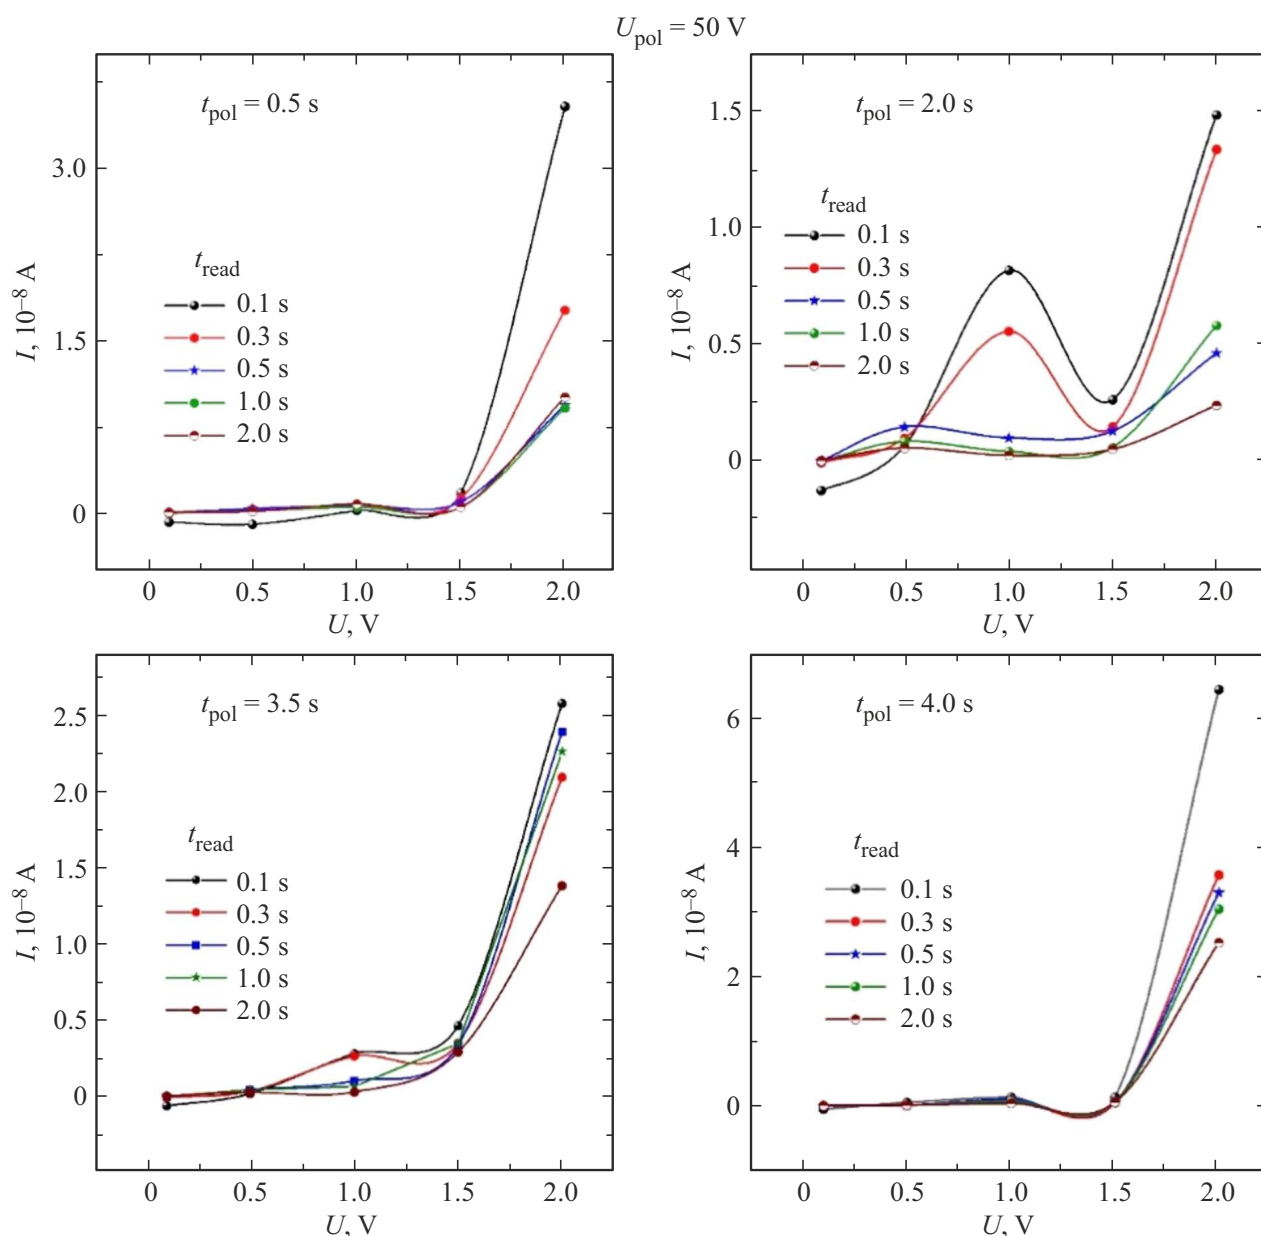 U_pol = 50 V
t_pol = 0.5 s
3.0
1.5
0
I, 10^–8 A
t_read
0.1 s
0.3 s
0.5 s
1.0 s
2.0 s
0 0.5 1.0 1.5 2.0
U, V
t_pol = 2.0 s
1.5
1.0
0.5
0
I, 10^–8 A
t_read
0.1 s
0.3 s
0.5 s
1.0 s
2.0 s
0 0.5 1.0 1.5 2.0
U, V
t_pol = 3.5 s
2.5
2.0
1.5
1.0
0.5
0
I, 10^–8 A
t_read
0.1 s
0.3 s
0.5 s
1.0 s
2.0 s
0 0.5 1.0 1.5 2.0
U, V
t_pol = 4.0 s
6
4
2
0
I, 10^–8 A
t_read
0.1 s
0.3 s
0.5 s
1.0 s
2.0 s
0 0.5 1.0 1.5 2.0
U, V